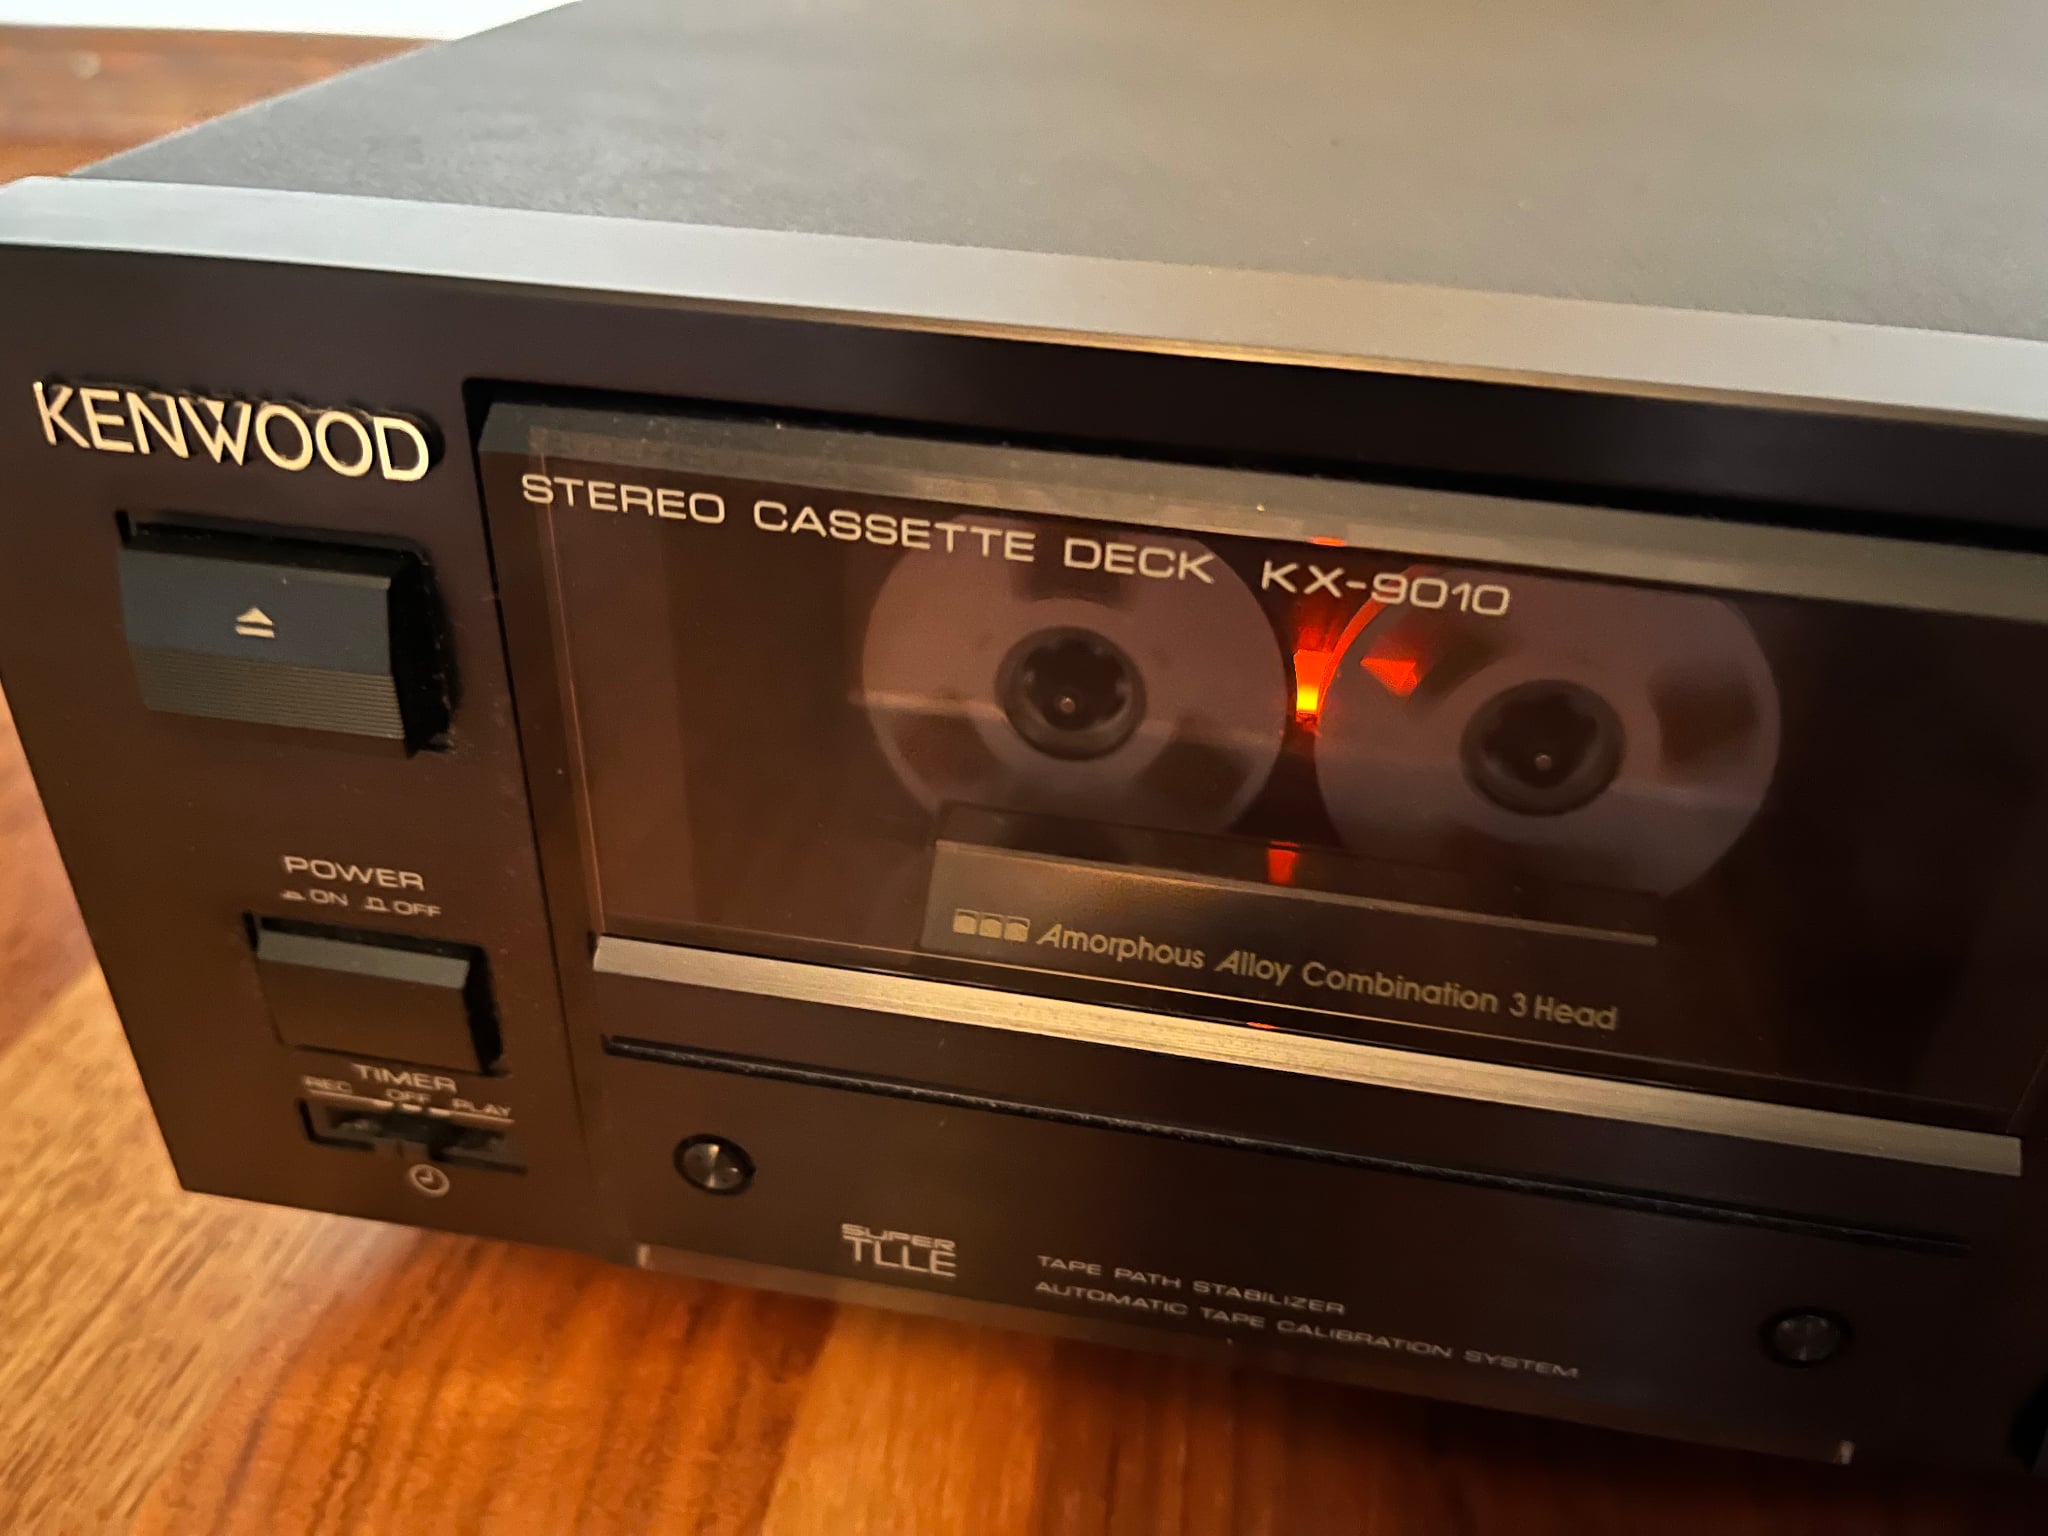 KENWOOD
STEREO CASSETTE DECK KX-9010
POWER
ON OFF
Amorphous Alloy Combination 3 Head
TIMER
REC OFF PLAY
SUPER
TLLE
TAPE PATH STABILIZER
AUTOMATIC TAPE CALIBRATION SYSTEM